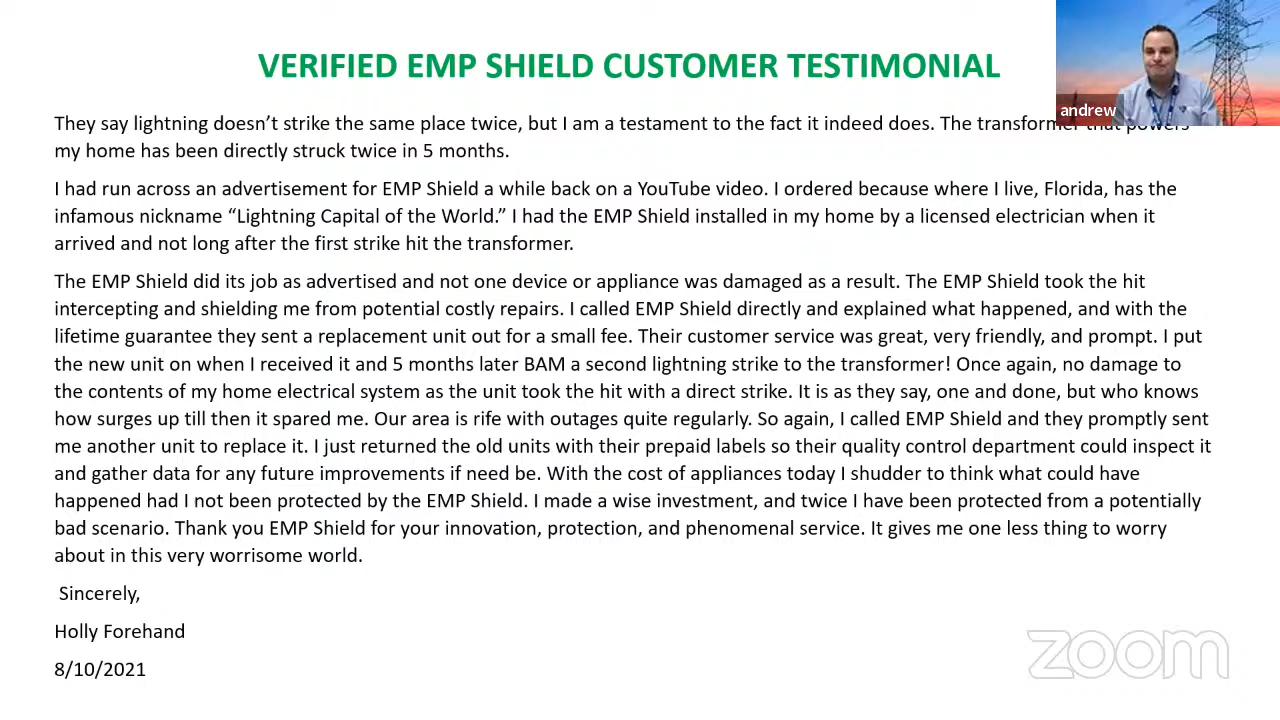 VERIFIED EMP SHIELD CUSTOMER TESTIMONIAL
andrew
They say lightning doesn’t strike the same place twice, but I am a testament to the fact it indeed does. The transformer that powers
my home has been directly struck twice in 5 months.
I had run across an advertisement for EMP Shield a while back on a YouTube video. I ordered because where I live, Florida, has the
infamous nickname “Lightning Capital of the World.” I had the EMP Shield installed in my home by a licensed electrician when it
arrived and not long after the first strike hit the transformer.
The EMP Shield did its job as advertised and not one device or appliance was damaged as a result. The EMP Shield took the hit
intercepting and shielding me from potential costly repairs. I called EMP Shield directly and explained what happened, and with the
lifetime guarantee they sent a replacement unit out for a small fee. Their customer service was great, very friendly, and prompt. I put
the new unit on when I received it and 5 months later BAM a second lightning strike to the transformer! Once again, no damage to
the contents of my home electrical system as the unit took the hit with a direct strike. It is as they say, one and done, but who knows
how surges up till then it spared me. Our area is rife with outages quite regularly. So again, I called EMP Shield and they promptly sent
me another unit to replace it. I just returned the old units with their prepaid labels so their quality control department could inspect it
and gather data for any future improvements if need be. With the cost of appliances today I shudder to think what could have
happened had I not been protected by the EMP Shield. I made a wise investment, and twice I have been protected from a potentially
bad scenario. Thank you EMP Shield for your innovation, protection, and phenomenal service. It gives me one less thing to worry
about in this very worrisome world.
Sincerely,
Holly Forehand
8/10/2021
zoom